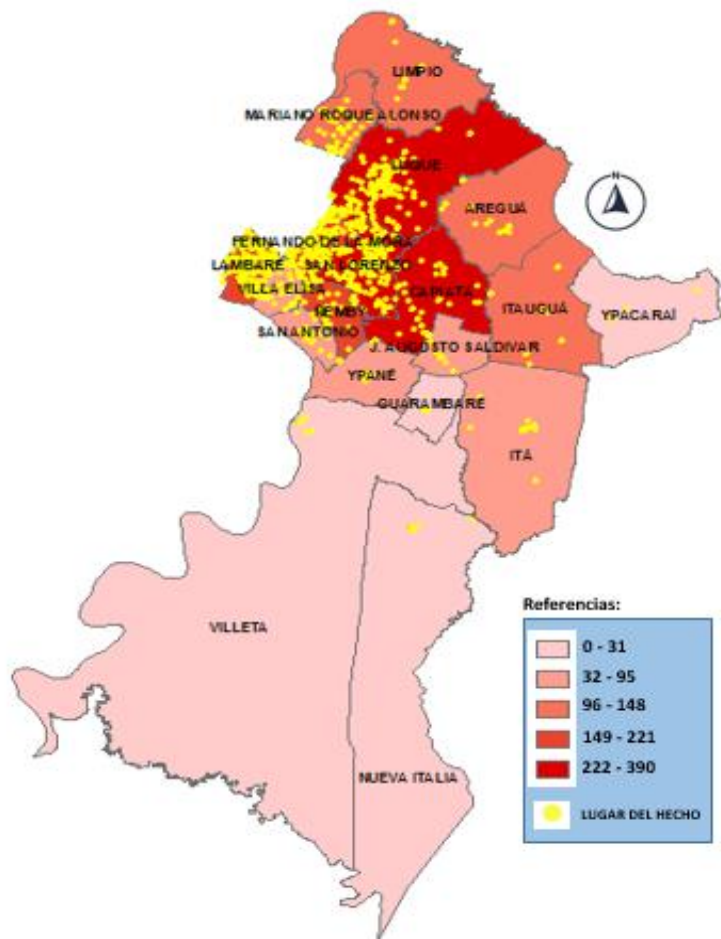 LIMPIO
MARIANO ROQUE ALONSO
LUQUE
N
AREGUÁ
FERNANDO DE LA MORA
LAMBARÉ SAN LORENZO
VILLA ELISA
CAPIATA
ITAUGUÁ
YPACARAÍ
ÑEMBY
SAN ANTONIO
J. AUGUSTO SALDIVAR
YPANÉ
GUARAMBARÉ
ITÁ
VILLETA
NUEVA ITALIA
Referencias:
0 - 31
32 - 95
96 - 148
149 - 221
222 - 390
LUGAR DEL HECHO